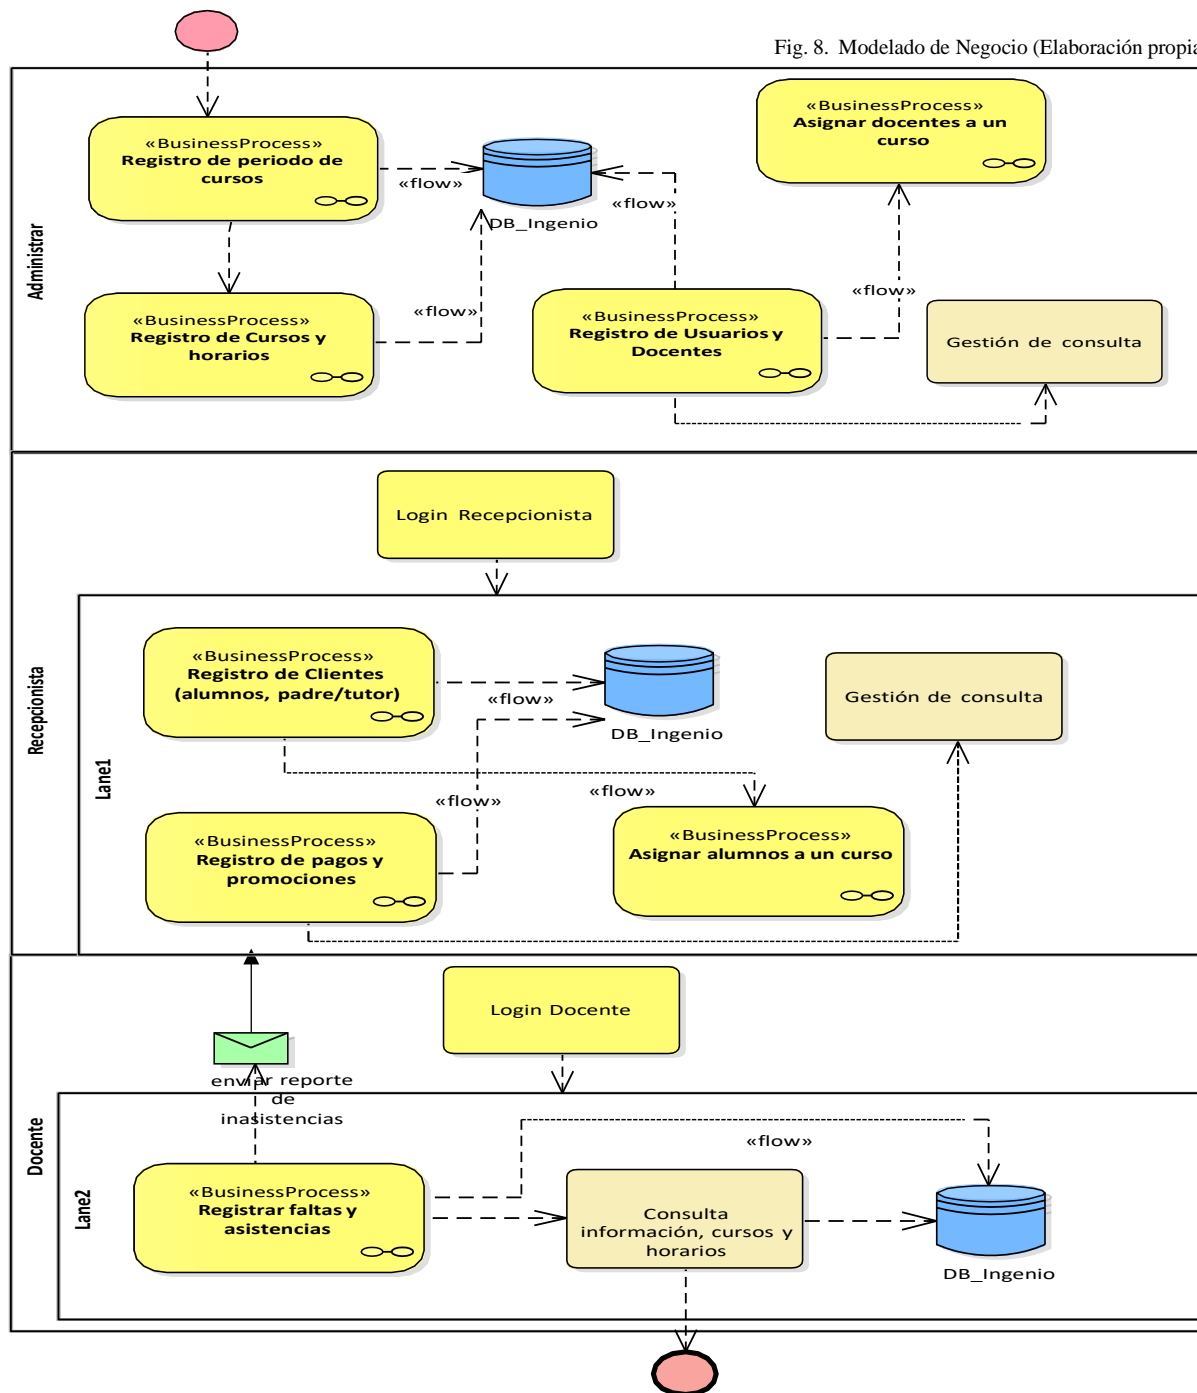 Fig. 8. Modelado de Negocio (Elaboración propia
Administrar
«BusinessProcess»
Registro de periodo de
cursos
«flow»
DB_Ingenio
«flow»
«BusinessProcess»
Asignar docentes a un
curso
«BusinessProcess»
Registro de Cursos y
horarios
«flow»
«BusinessProcess»
Registro de Usuarios y
Docentes
«flow»
Gestión de consulta
Recepcionista
Login Recepcionista
Lane1
«BusinessProcess»
Registro de Clientes
(alumnos, padre/tutor)
«flow»
DB_Ingenio
Gestión de consulta
«flow»
«flow»
«BusinessProcess»
Registro de pagos y
promociones
«BusinessProcess»
Asignar alumnos a un curso
Docente
Login Docente
enviar reporte
de
inasistencias
Lane2
«flow»
«BusinessProcess»
Registrar faltas y
asistencias
Consulta
información, cursos y
horarios
DB_Ingenio